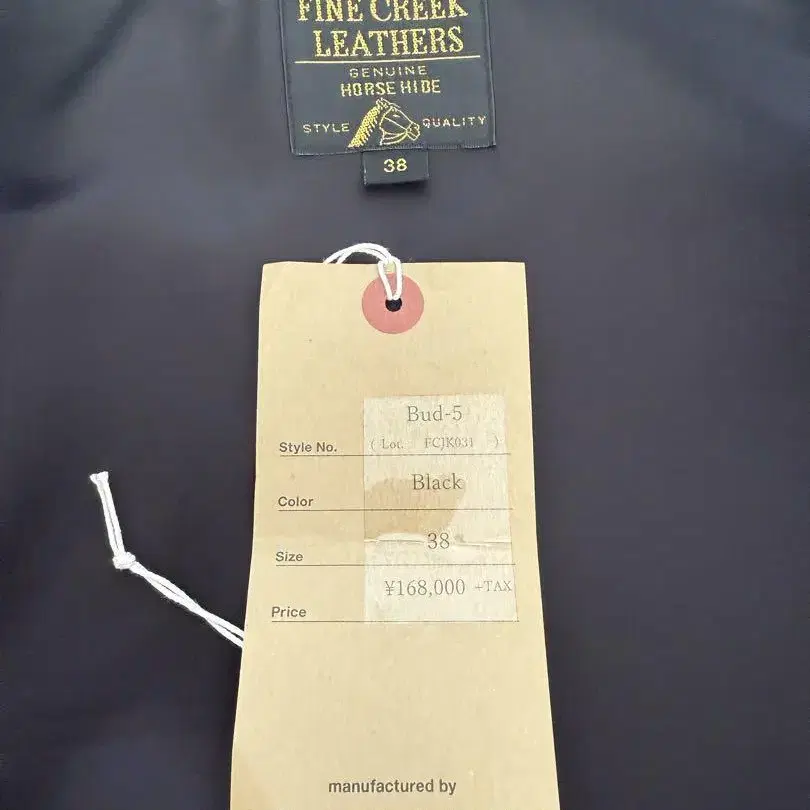 FINE CREEK
LEATHERS
GENUINE
HORSE HIDE
STYLE QUALITY
38
Style No. Bud-5
( Lot. FCJK031 )
Color Black
Size 38
Price ¥168,000 +TAX
manufactured by